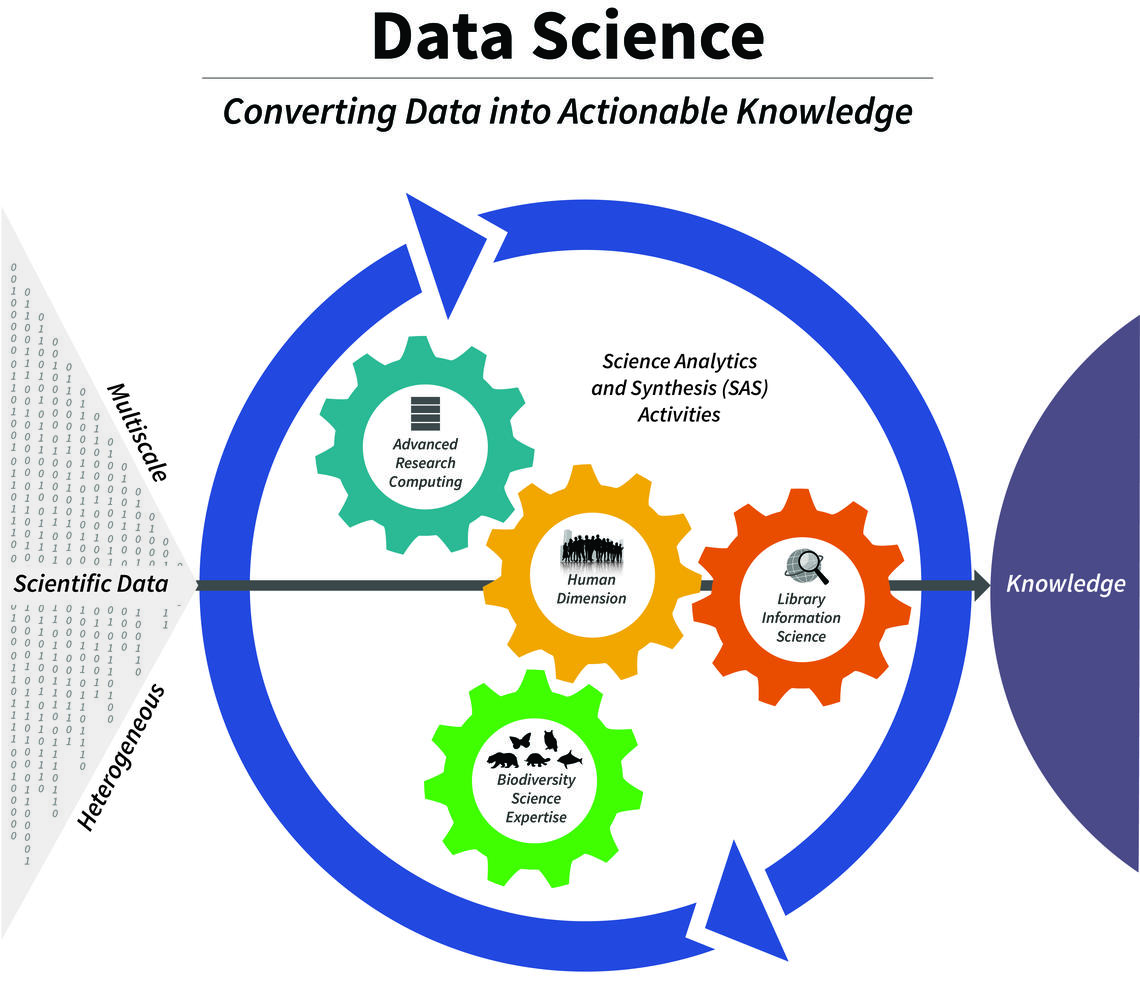 Data Science
Converting Data into Actionable Knowledge
Multiscale
Scientific Data
Heterogeneous
Science Analytics
and Synthesis (SAS)
Activities
Advanced
Research
Computing
Human
Dimension
Library
Information
Science
Biodiversity
Science
Expertise
Knowledge